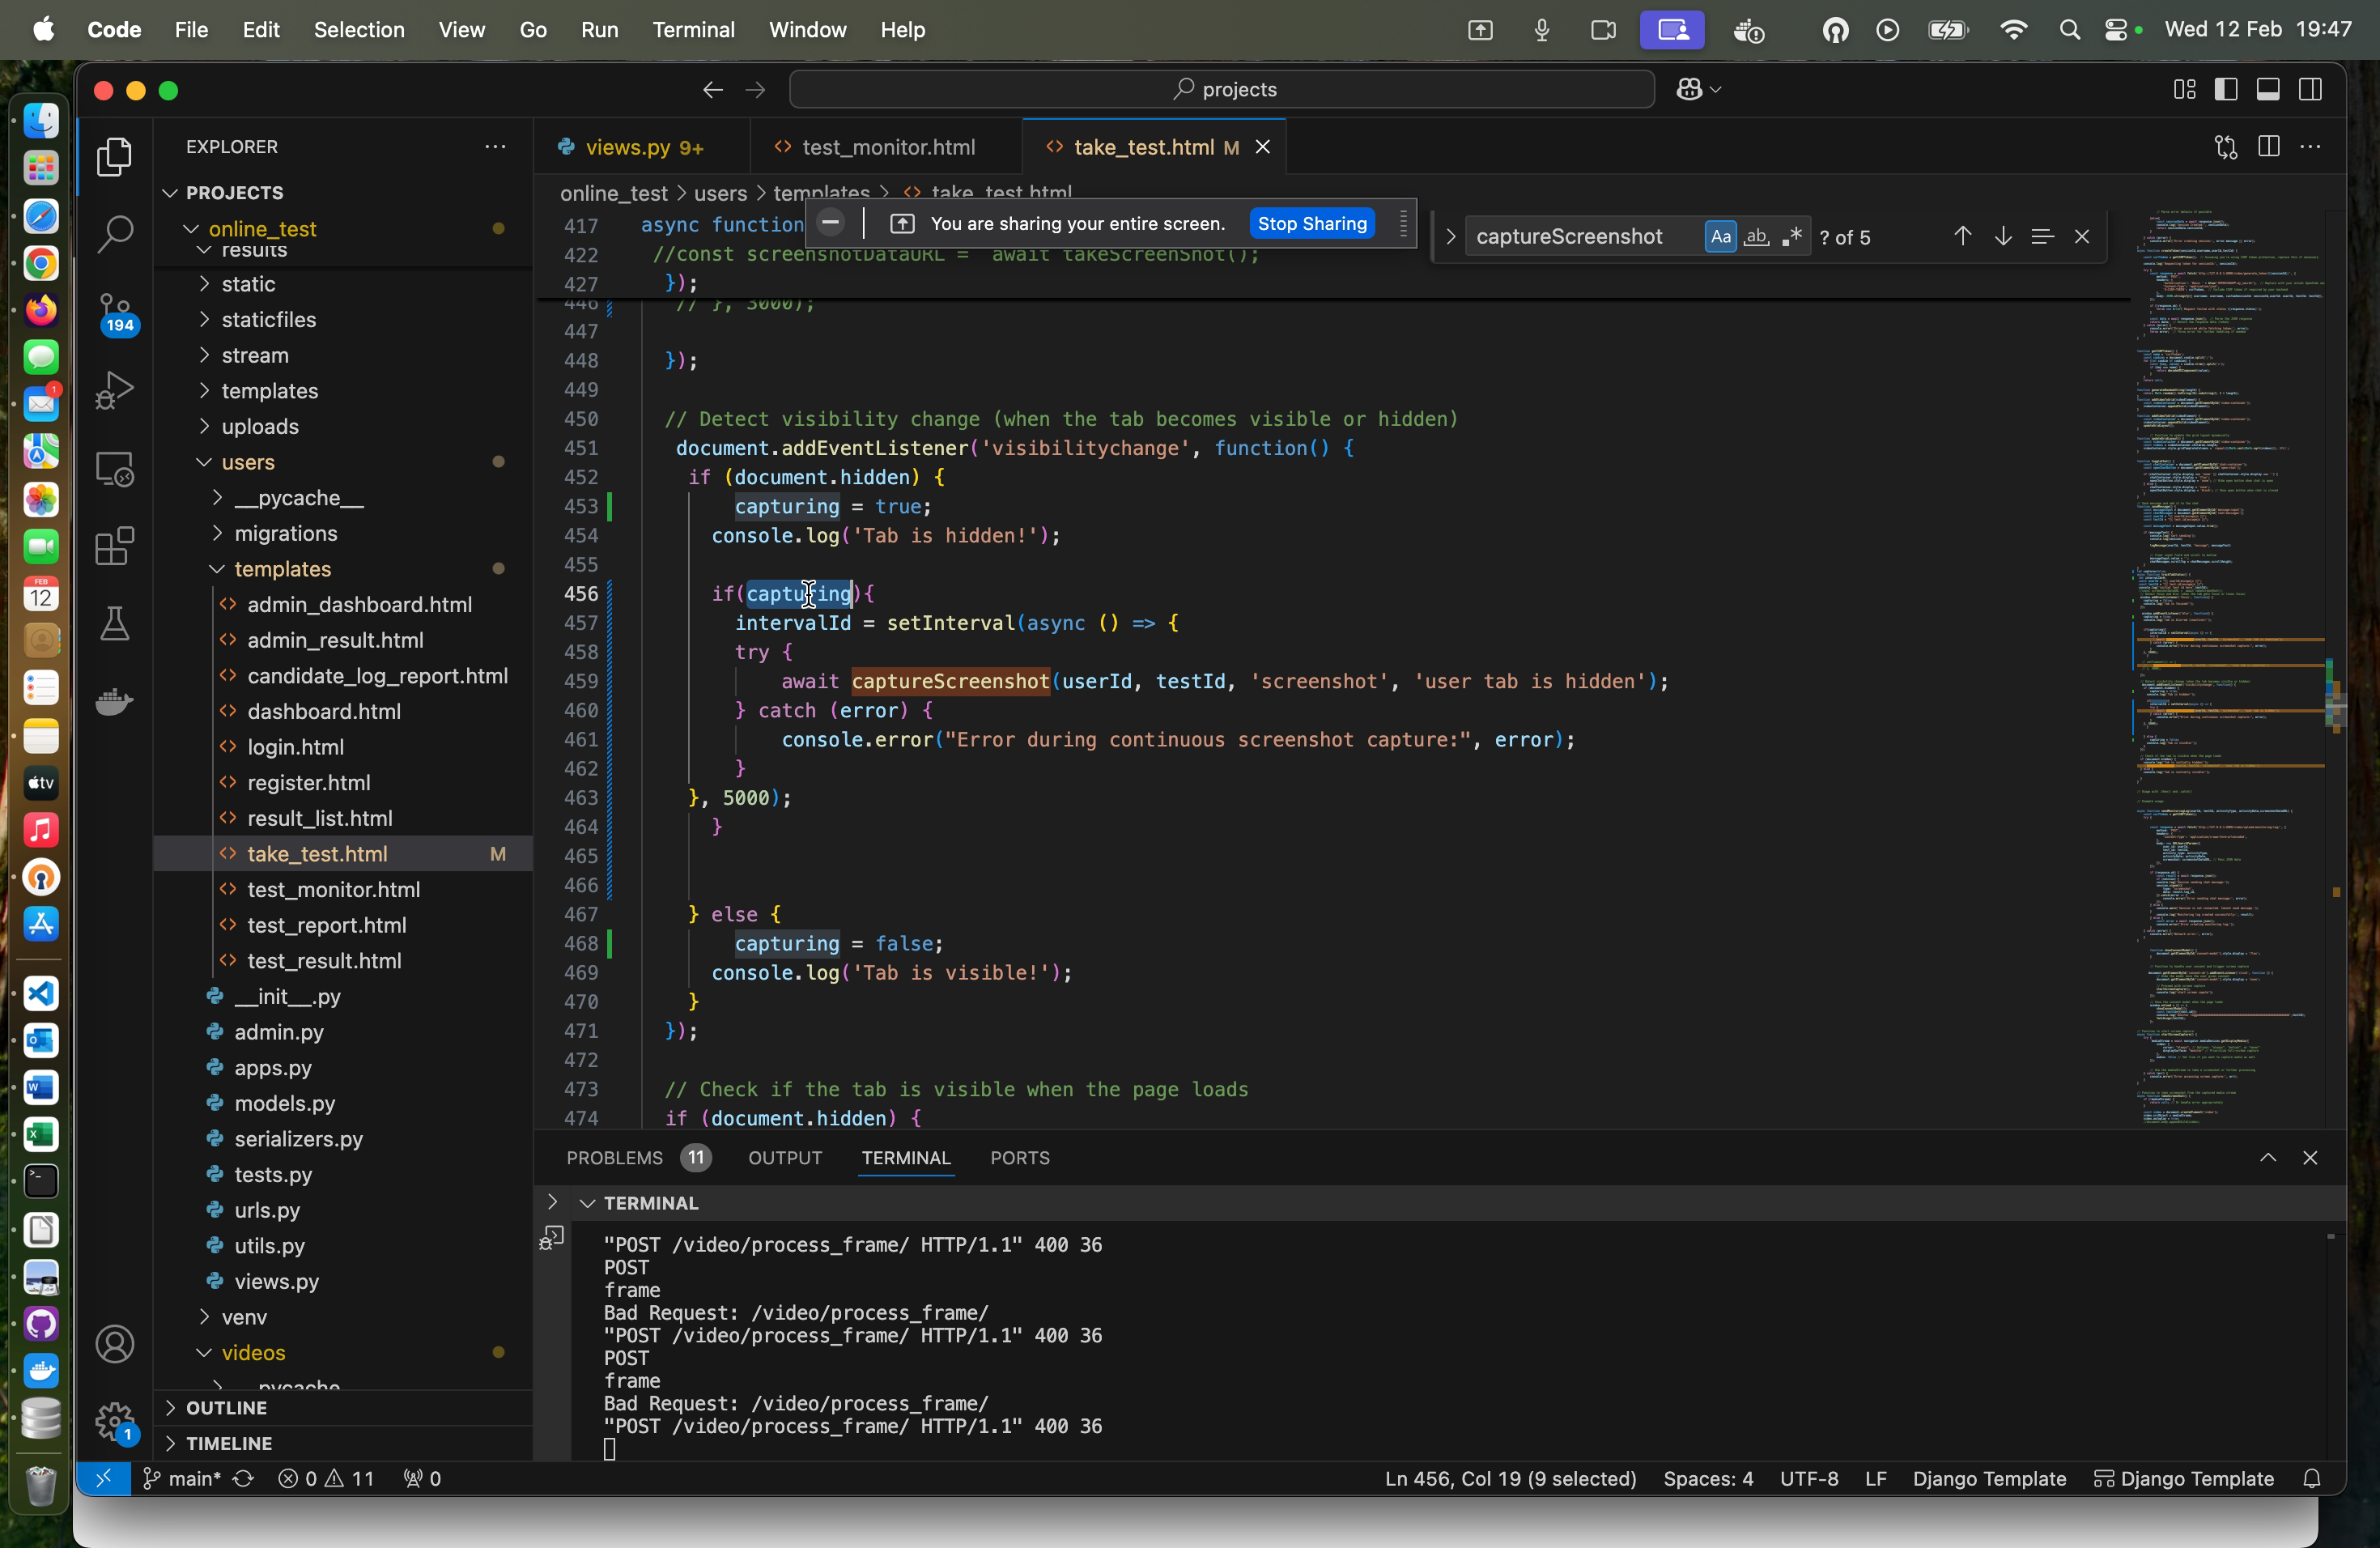 Code File Edit Selection View Go Run Terminal Window Help Wed 12 Feb 19:47
projects
EXPLORER
PROJECTS
online_test
results
static
staticfiles
stream
templates
uploads
users
__pycache__
migrations
templates
admin_dashboard.html
admin_result.html
candidate_log_report.html
dashboard.html
login.html
register.html
result_list.html
take_test.html M
test_monitor.html
test_report.html
test_result.html
__init__.py
admin.py
apps.py
models.py
serializers.py
tests.py
urls.py
utils.py
views.py
venv
videos
OUTLINE
TIMELINE
194
1
FEB
12
tv
1
views.py 9+ test_monitor.html take_test.html M
online_test > users > templates > take_test.html
You are sharing your entire screen. Stop Sharing
captureScreenshot Aa ab ? of 5
417 async function
422 //const screenshotDataURL = await takeScreenShot();
427 });
446 // }, 3000);
447
448 });
449
450 // Detect visibility change (when the tab becomes visible or hidden)
451 document.addEventListener('visibilitychange', function() {
452 if (document.hidden) {
453 capturing = true;
454 console.log('Tab is hidden!');
455
456 if(capturing){
457 intervalId = setInterval(async () => {
458 try {
459 await captureScreenshot(userId, testId, 'screenshot', 'user tab is hidden');
460 } catch (error) {
461 console.error("Error during continuous screenshot capture:", error);
462 }
463 }, 5000);
464 }
465
466
467 } else {
468 capturing = false;
469 console.log('Tab is visible!');
470 }
471 });
472
473 // Check if the tab is visible when the page loads
474 if (document.hidden) {
PROBLEMS 11 OUTPUT TERMINAL PORTS
TERMINAL
"POST /video/process_frame/ HTTP/1.1" 400 36
POST
frame
Bad Request: /video/process_frame/
"POST /video/process_frame/ HTTP/1.1" 400 36
POST
frame
Bad Request: /video/process_frame/
"POST /video/process_frame/ HTTP/1.1" 400 36
main* 0 11 0 Ln 456, Col 19 (9 selected) Spaces: 4 UTF-8 LF Django Template Django Template